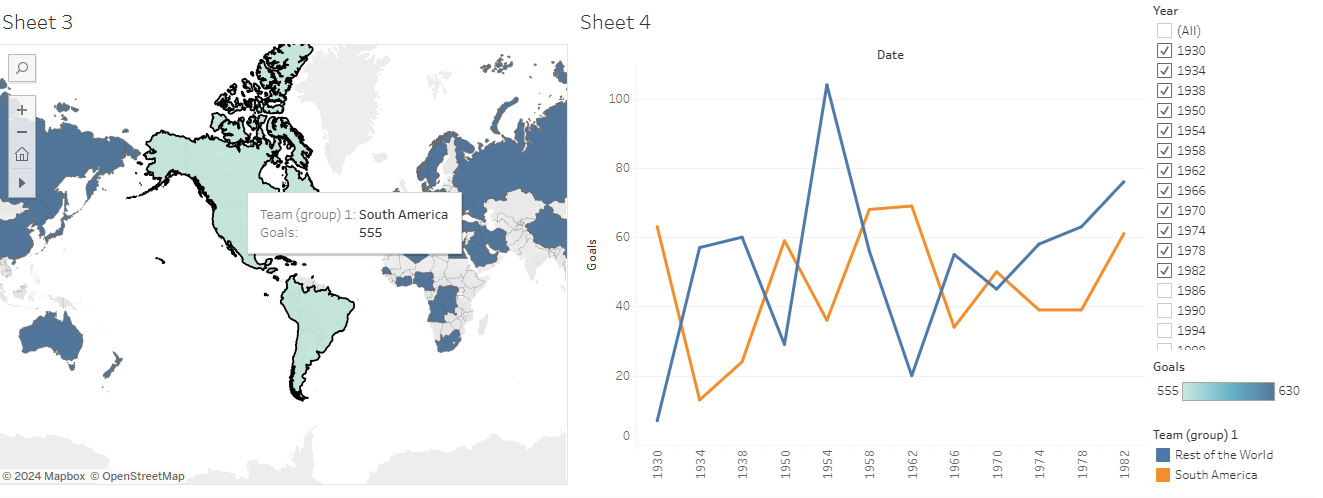 Sheet 3
Team (group) 1: South America
Goals: 555
© 2024 Mapbox © OpenStreetMap
Sheet 4
Date
Goals
100
80
60
40
20
0
1930
1934
1938
1950
1954
1958
1962
1966
1970
1974
1978
1982
Year
(All)
1930
1934
1938
1950
1954
1958
1962
1966
1970
1974
1978
1982
1986
1990
1994
Goals
555 630
Team (group) 1
Rest of the World
South America